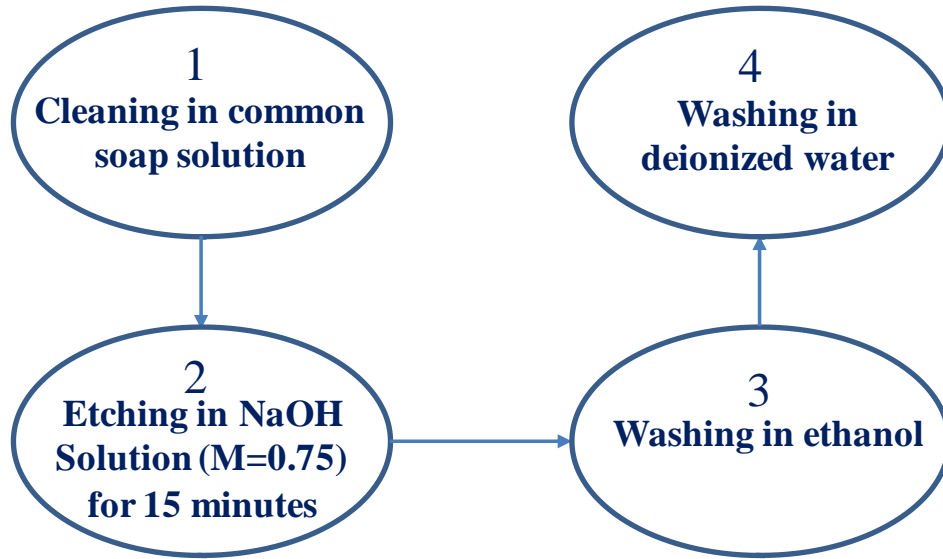 1
Cleaning in common
soap solution
2
Etching in NaOH
Solution (M=0.75)
for 15 minutes
3
Washing in ethanol
4
Washing in
deionized water